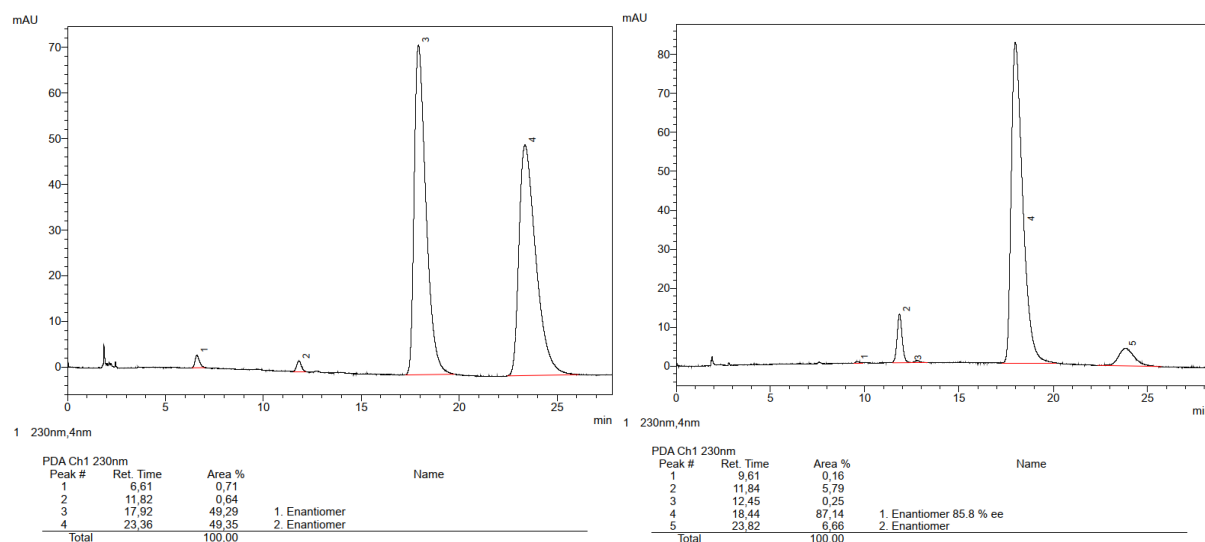 mAU
70
60
50
40
30
20
10
0
1
2
3
4
0 5 10 15 20 25
min
1 230nm,4nm
PDA Ch1 230nm
Peak # Ret. Time Area % Name
1 6,61 0,71
2 11,82 0,64
3 17,92 49,29 1. Enantiomer
4 23,36 49,35 2. Enantiomer
Total 100.00
mAU
80
70
60
50
40
30
20
10
0
1
2
3
4
5
0 5 10 15 20 25
min
1 230nm,4nm
PDA Ch1 230nm
Peak # Ret. Time Area % Name
1 9,61 0,16
2 11,84 5,79
3 12,45 0,25
4 18,44 87,14 1. Enantiomer 85.8 % ee
5 23,82 6,66 2. Enantiomer
Total 100.00